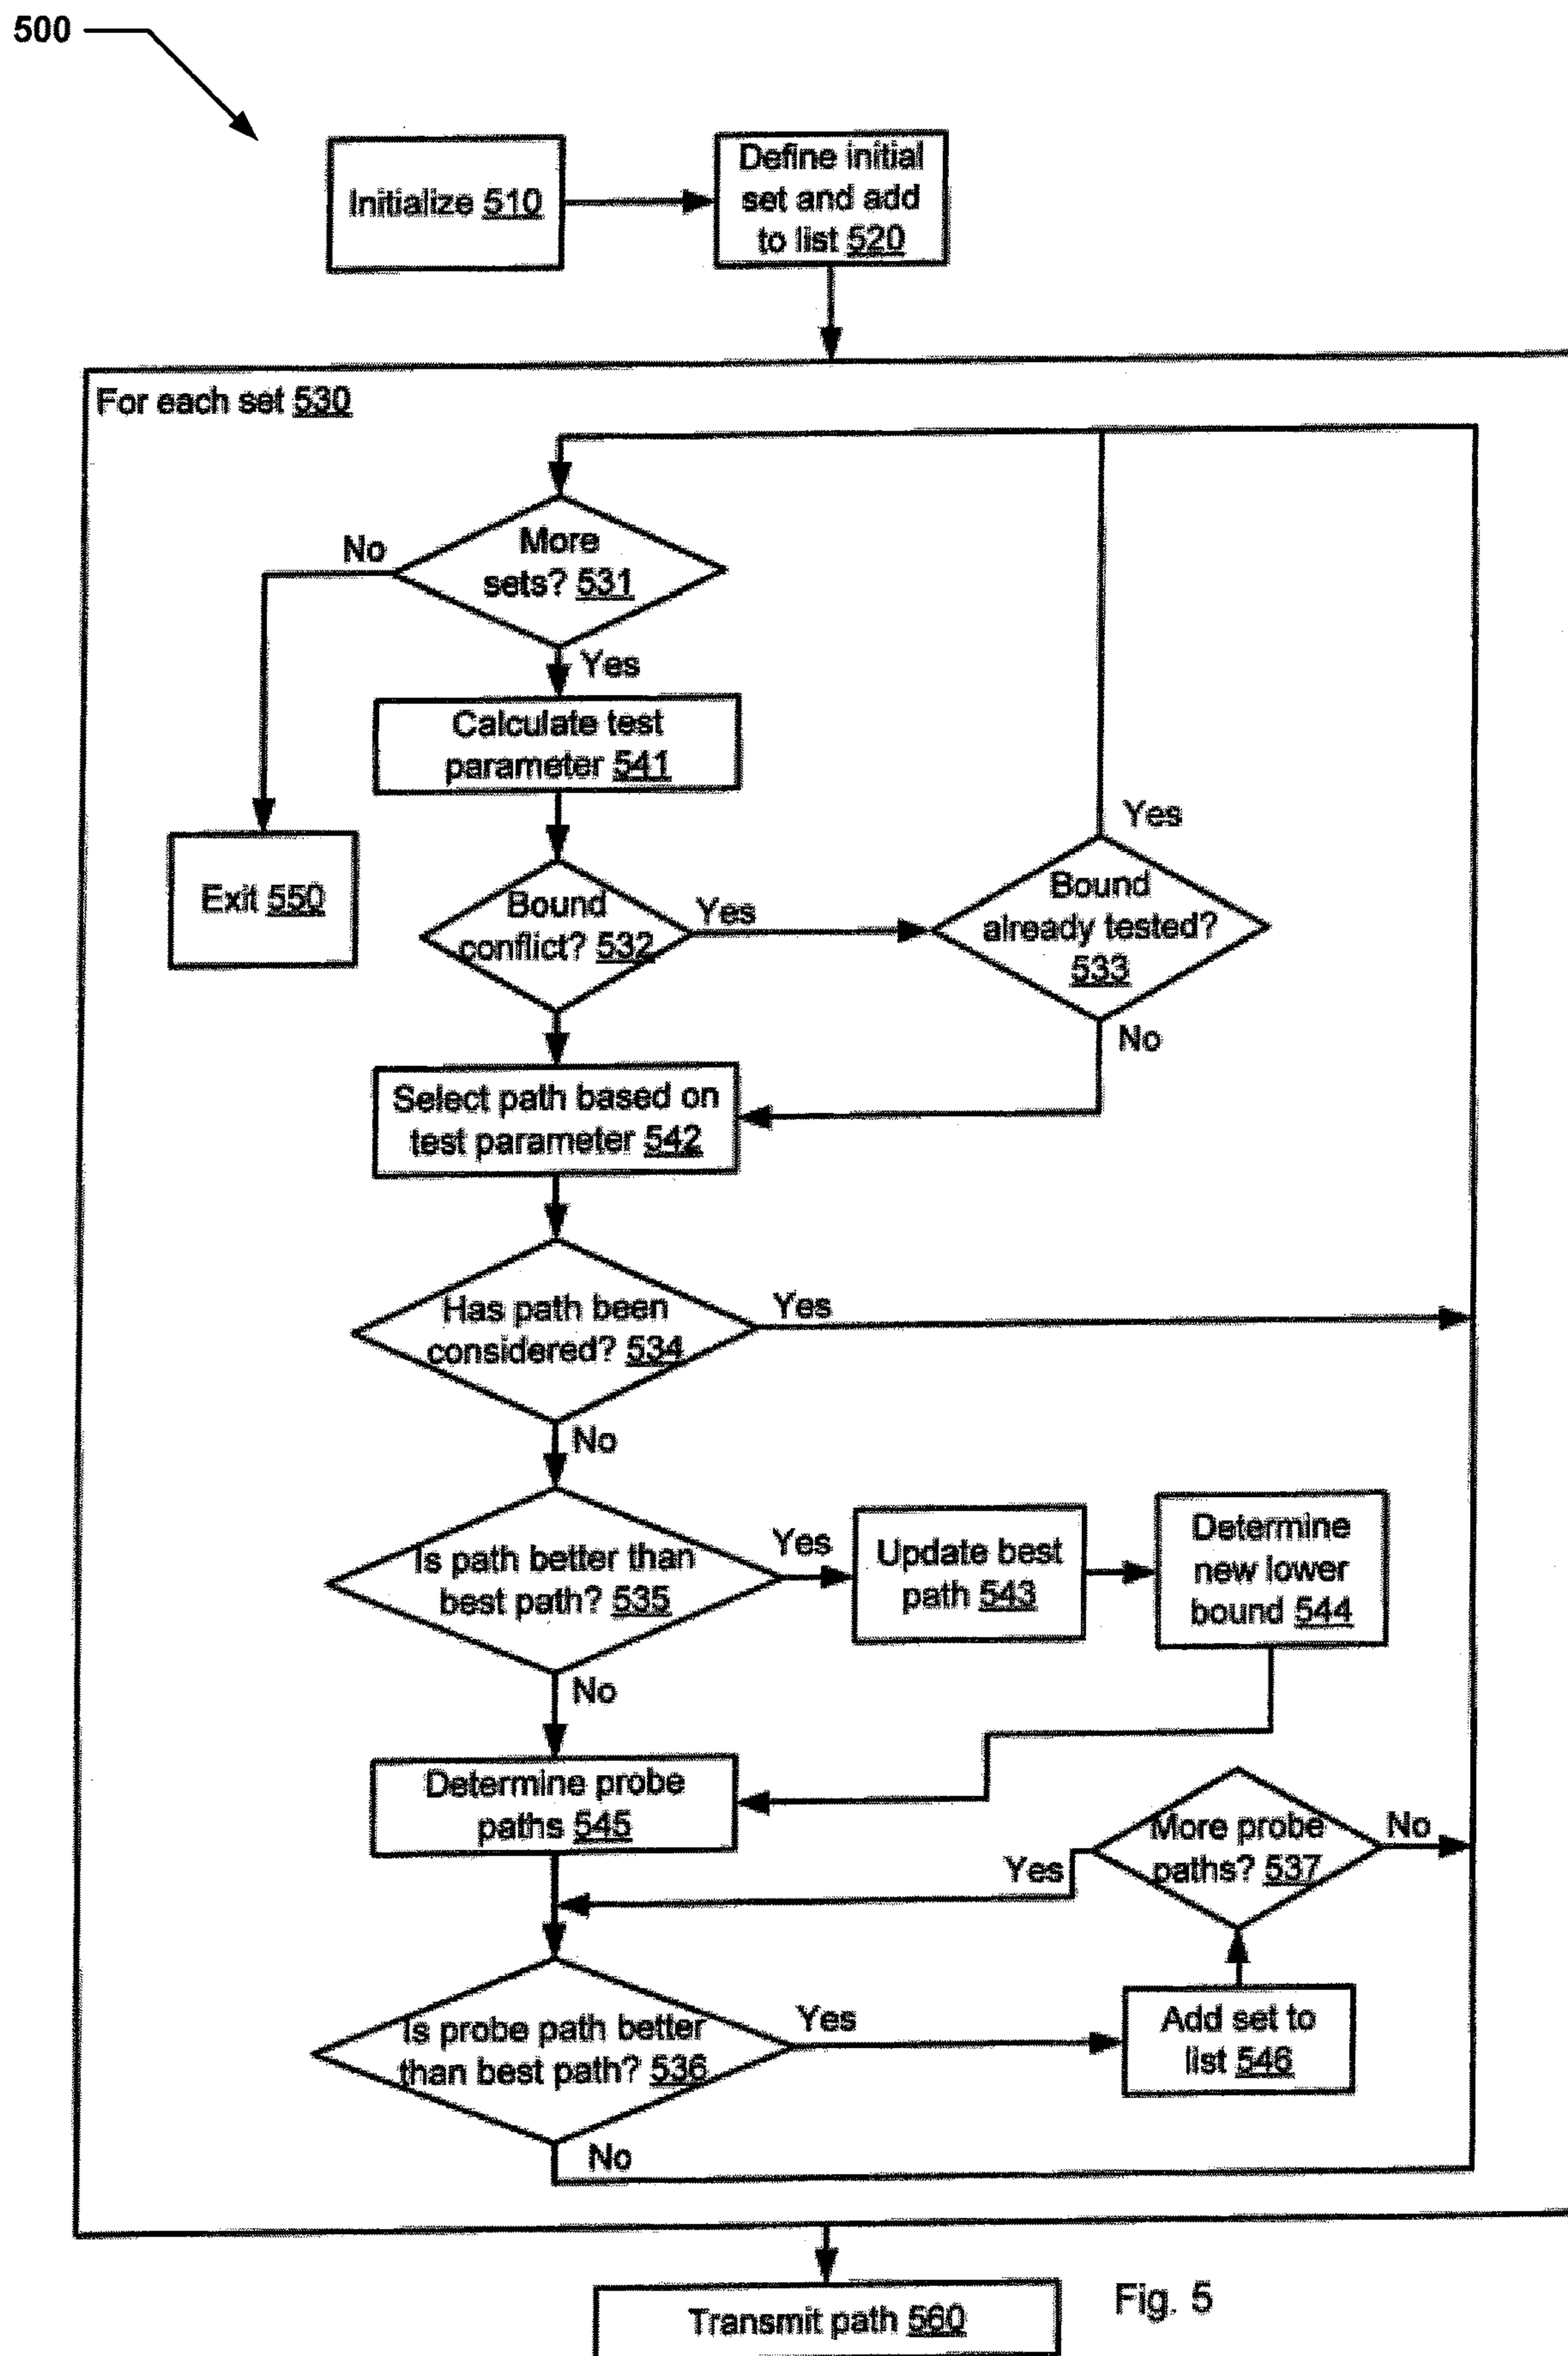 500
Initialize 510
Define initial
set and add
to list 520
For each set 530
More
sets? 531
No
Yes
Calculate test
parameter 541
Exit 550
Bound
conflict? 532
Yes
Bound
already tested?
533
Yes
No
Select path based on
test parameter 542
Has path been
considered? 534
Yes
No
Is path better than
best path? 535
Yes
Update best
path 543
Determine
new lower
bound 544
No
Determine probe
paths 545
More probe
paths? 537
No
Yes
Is probe path better
than best path? 536
Yes
Add set to
list 546
No
Transmit path 560
Fig. 5